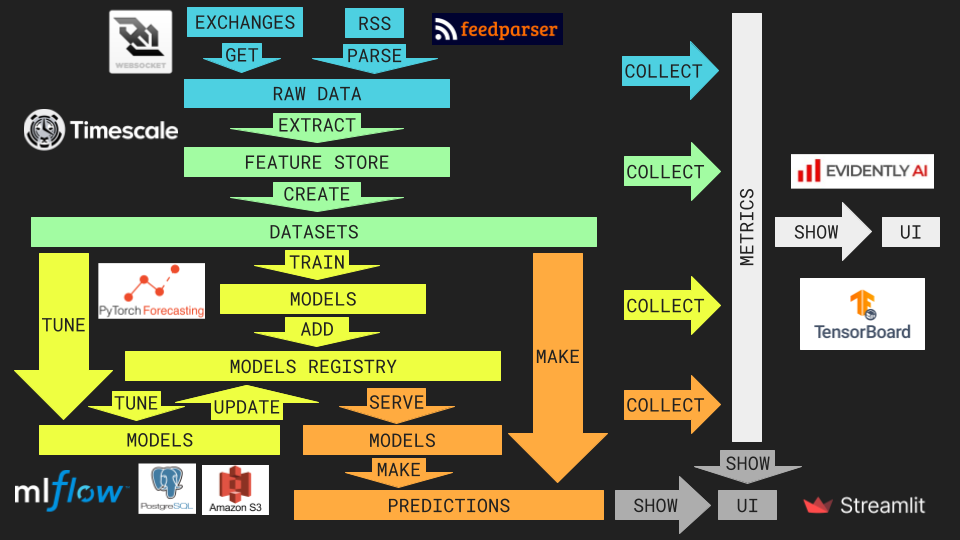 EXCHANGES
RSS
feedparser
WEBSOCKET
GET
PARSE
RAW DATA
COLLECT
Timescale
EXTRACT
FEATURE STORE
COLLECT
EVIDENTLY AI
CREATE
DATASETS
METRICS
SHOW
UI
TRAIN
MODELS
COLLECT
PyTorch Forecasting
TUNE
ADD
TensorBoard
MAKE
MODELS REGISTRY
TUNE
UPDATE
SERVE
COLLECT
MODELS
MODELS
MAKE
SHOW
mlflow
TM
PostgreSQL
Amazon S3
PREDICTIONS
SHOW
UI
Streamlit